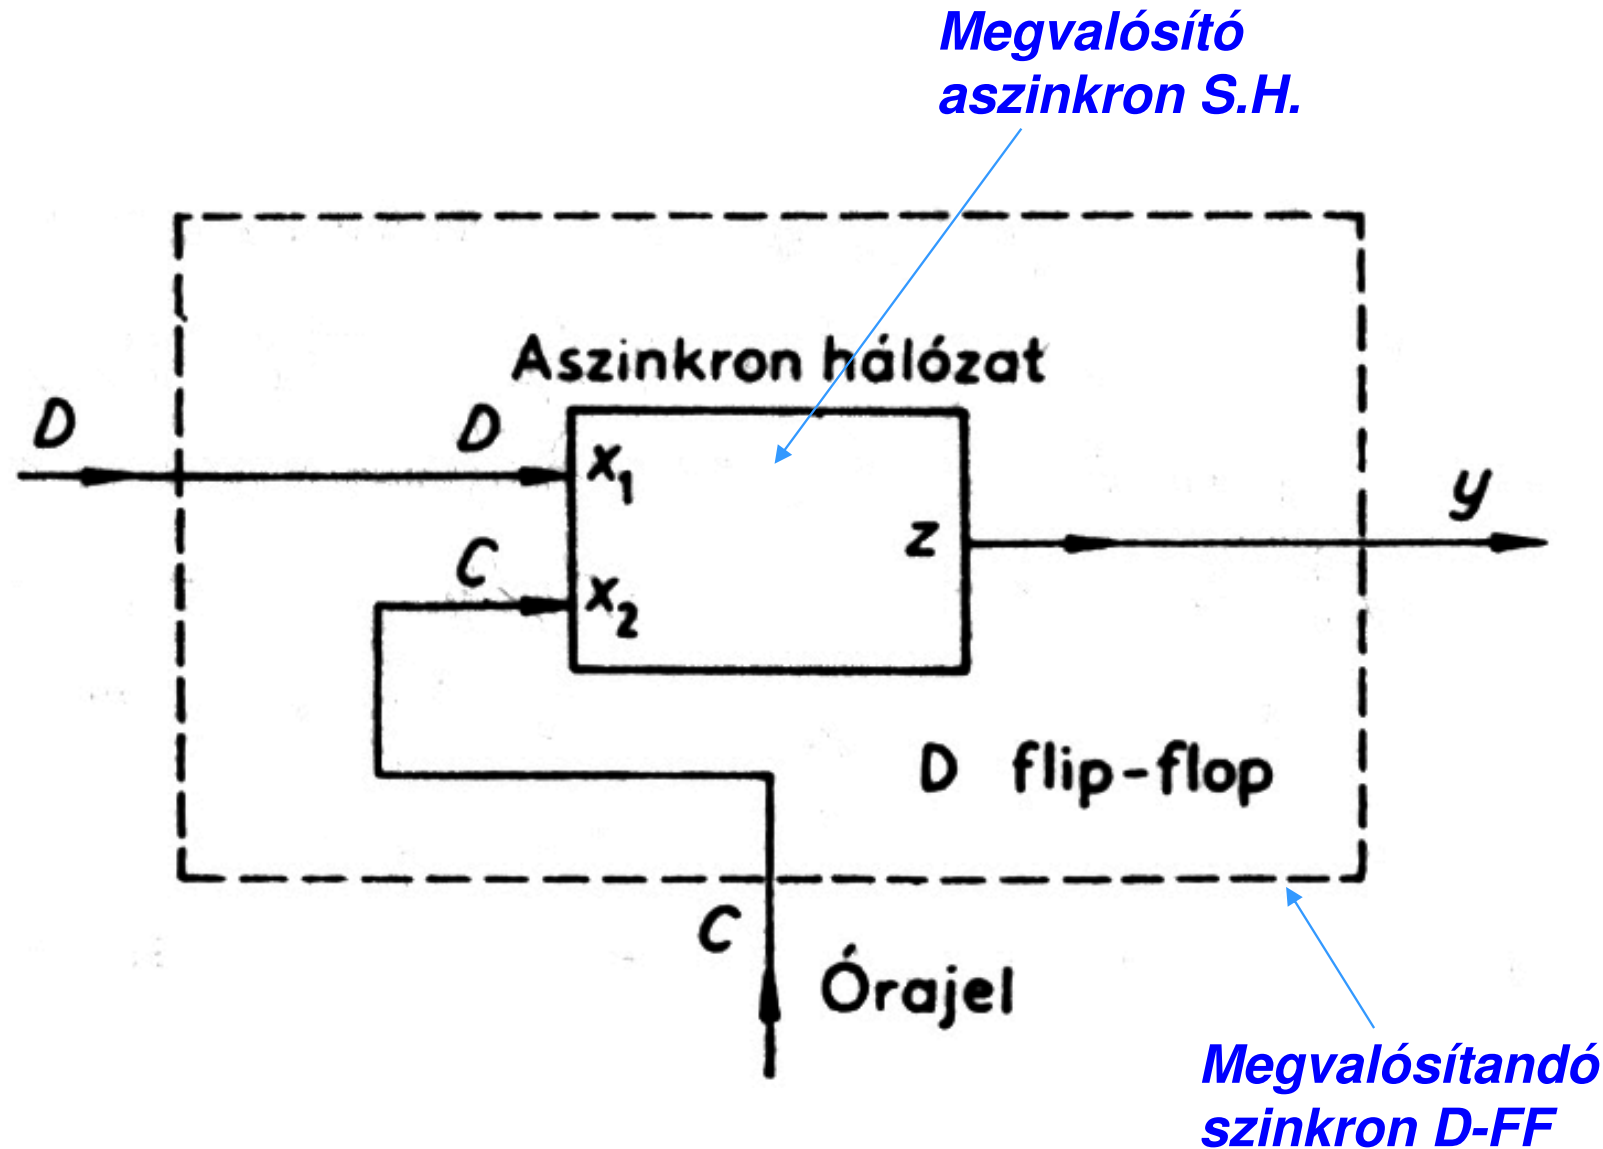 Megvalósító
aszinkron S.H.
Aszinkron hálózat
D
D
x₁
y
z
C
x₂
D flip-flop
C
Órajel
Megvalósítandó
szinkron D-FF